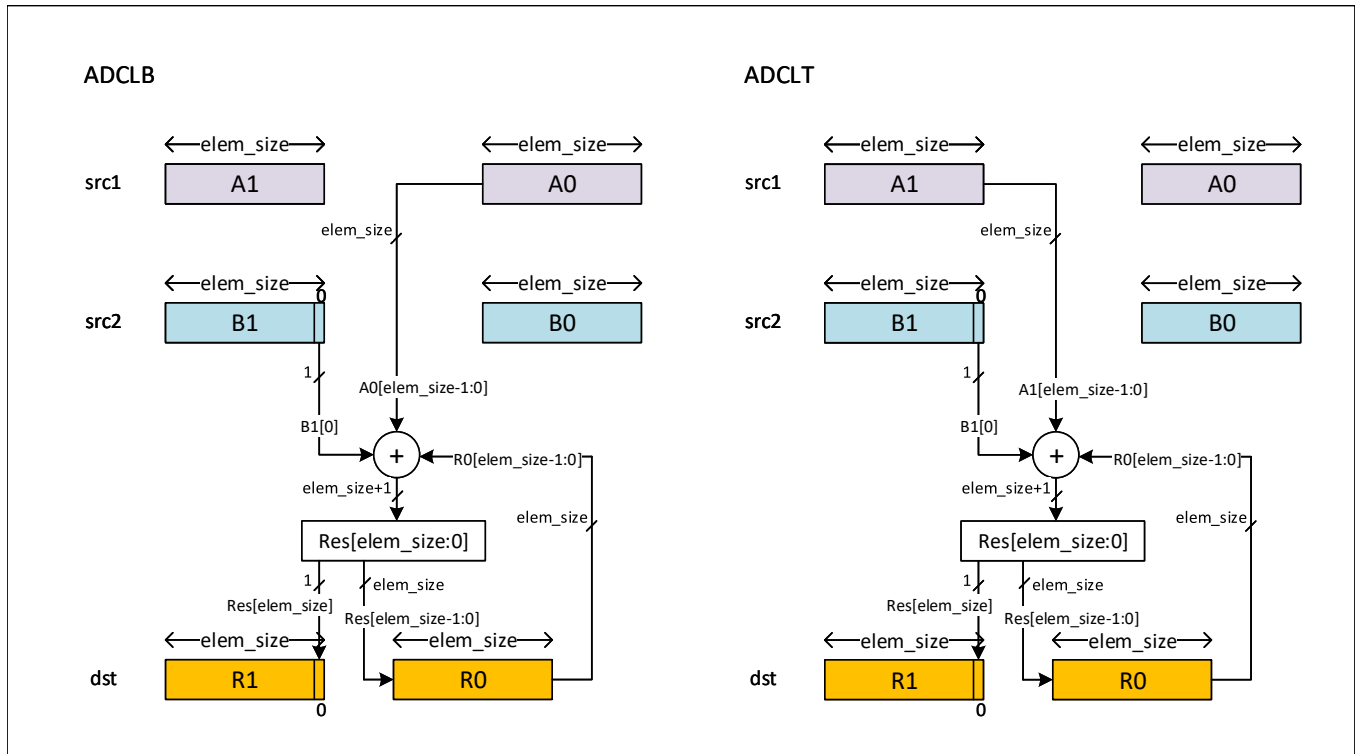 ADCLB
elem_size
elem_size
src1
A1
A0
elem_size
elem_size
elem_size
0
src2
B1
B0
1
A0[elem_size-1:0]
B1[0]
+
R0[elem_size-1:0]
elem_size+1
elem_size
Res[elem_size:0]
1
elem_size
Res[elem_size]
Res[elem_size-1:0]
elem_size
elem_size
dst
R1
R0
0
ADCLT
elem_size
elem_size
src1
A1
A0
elem_size
elem_size
elem_size
0
src2
B1
B0
1
A1[elem_size-1:0]
B1[0]
+
R0[elem_size-1:0]
elem_size+1
elem_size
Res[elem_size:0]
1
elem_size
Res[elem_size]
Res[elem_size-1:0]
elem_size
elem_size
dst
R1
R0
0